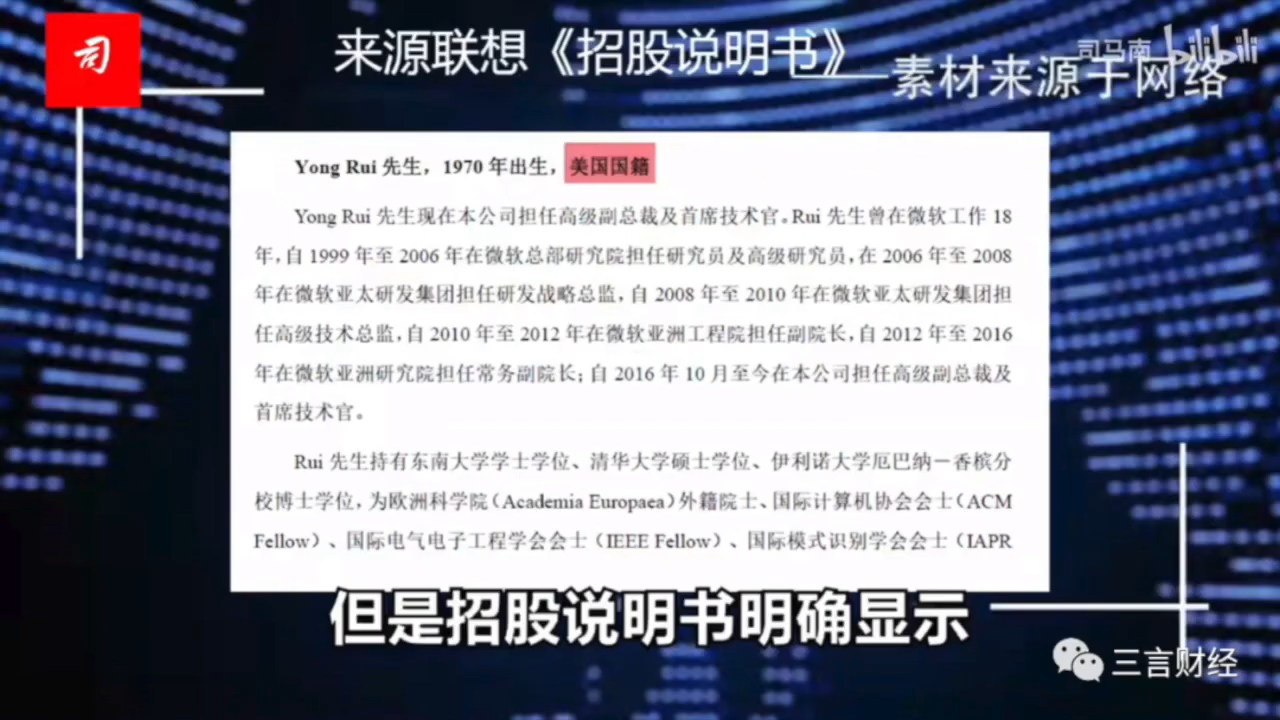 司
来源联想《招股说明书》
司马南
bilibili
素材来源于网络
Yong Rui 先生，1970 年出生，美国国籍
Yong Rui 先生现在本公司担任高级副总裁及首席技术官。Rui 先生曾在微软工作 18
年，自 1999 年至 2006 年在微软总部研究院担任研究员及高级研究员，在 2006 年至 2008
年在微软亚太研发集团担任研发战略总监，自 2008 年至 2010 年在微软亚太研发集团担
任高级技术总监，自 2010 年至 2012 年在微软亚洲工程院担任副院长，自 2012 年至 2016
年在微软亚洲研究院担任常务副院长；自 2016 年 10 月至今在本公司担任高级副总裁及
首席技术官。
Rui 先生持有东南大学学士学位、清华大学硕士学位、伊利诺大学厄巴纳－香槟分
校博士学位，为欧洲科学院（Academia Europaea）外籍院士、国际计算机协会会士（ACM
Fellow）、国际电气电子工程学会会士（IEEE Fellow）、国际模式识别学会会士（IAPR
但是招股说明书明确显示
三言财经